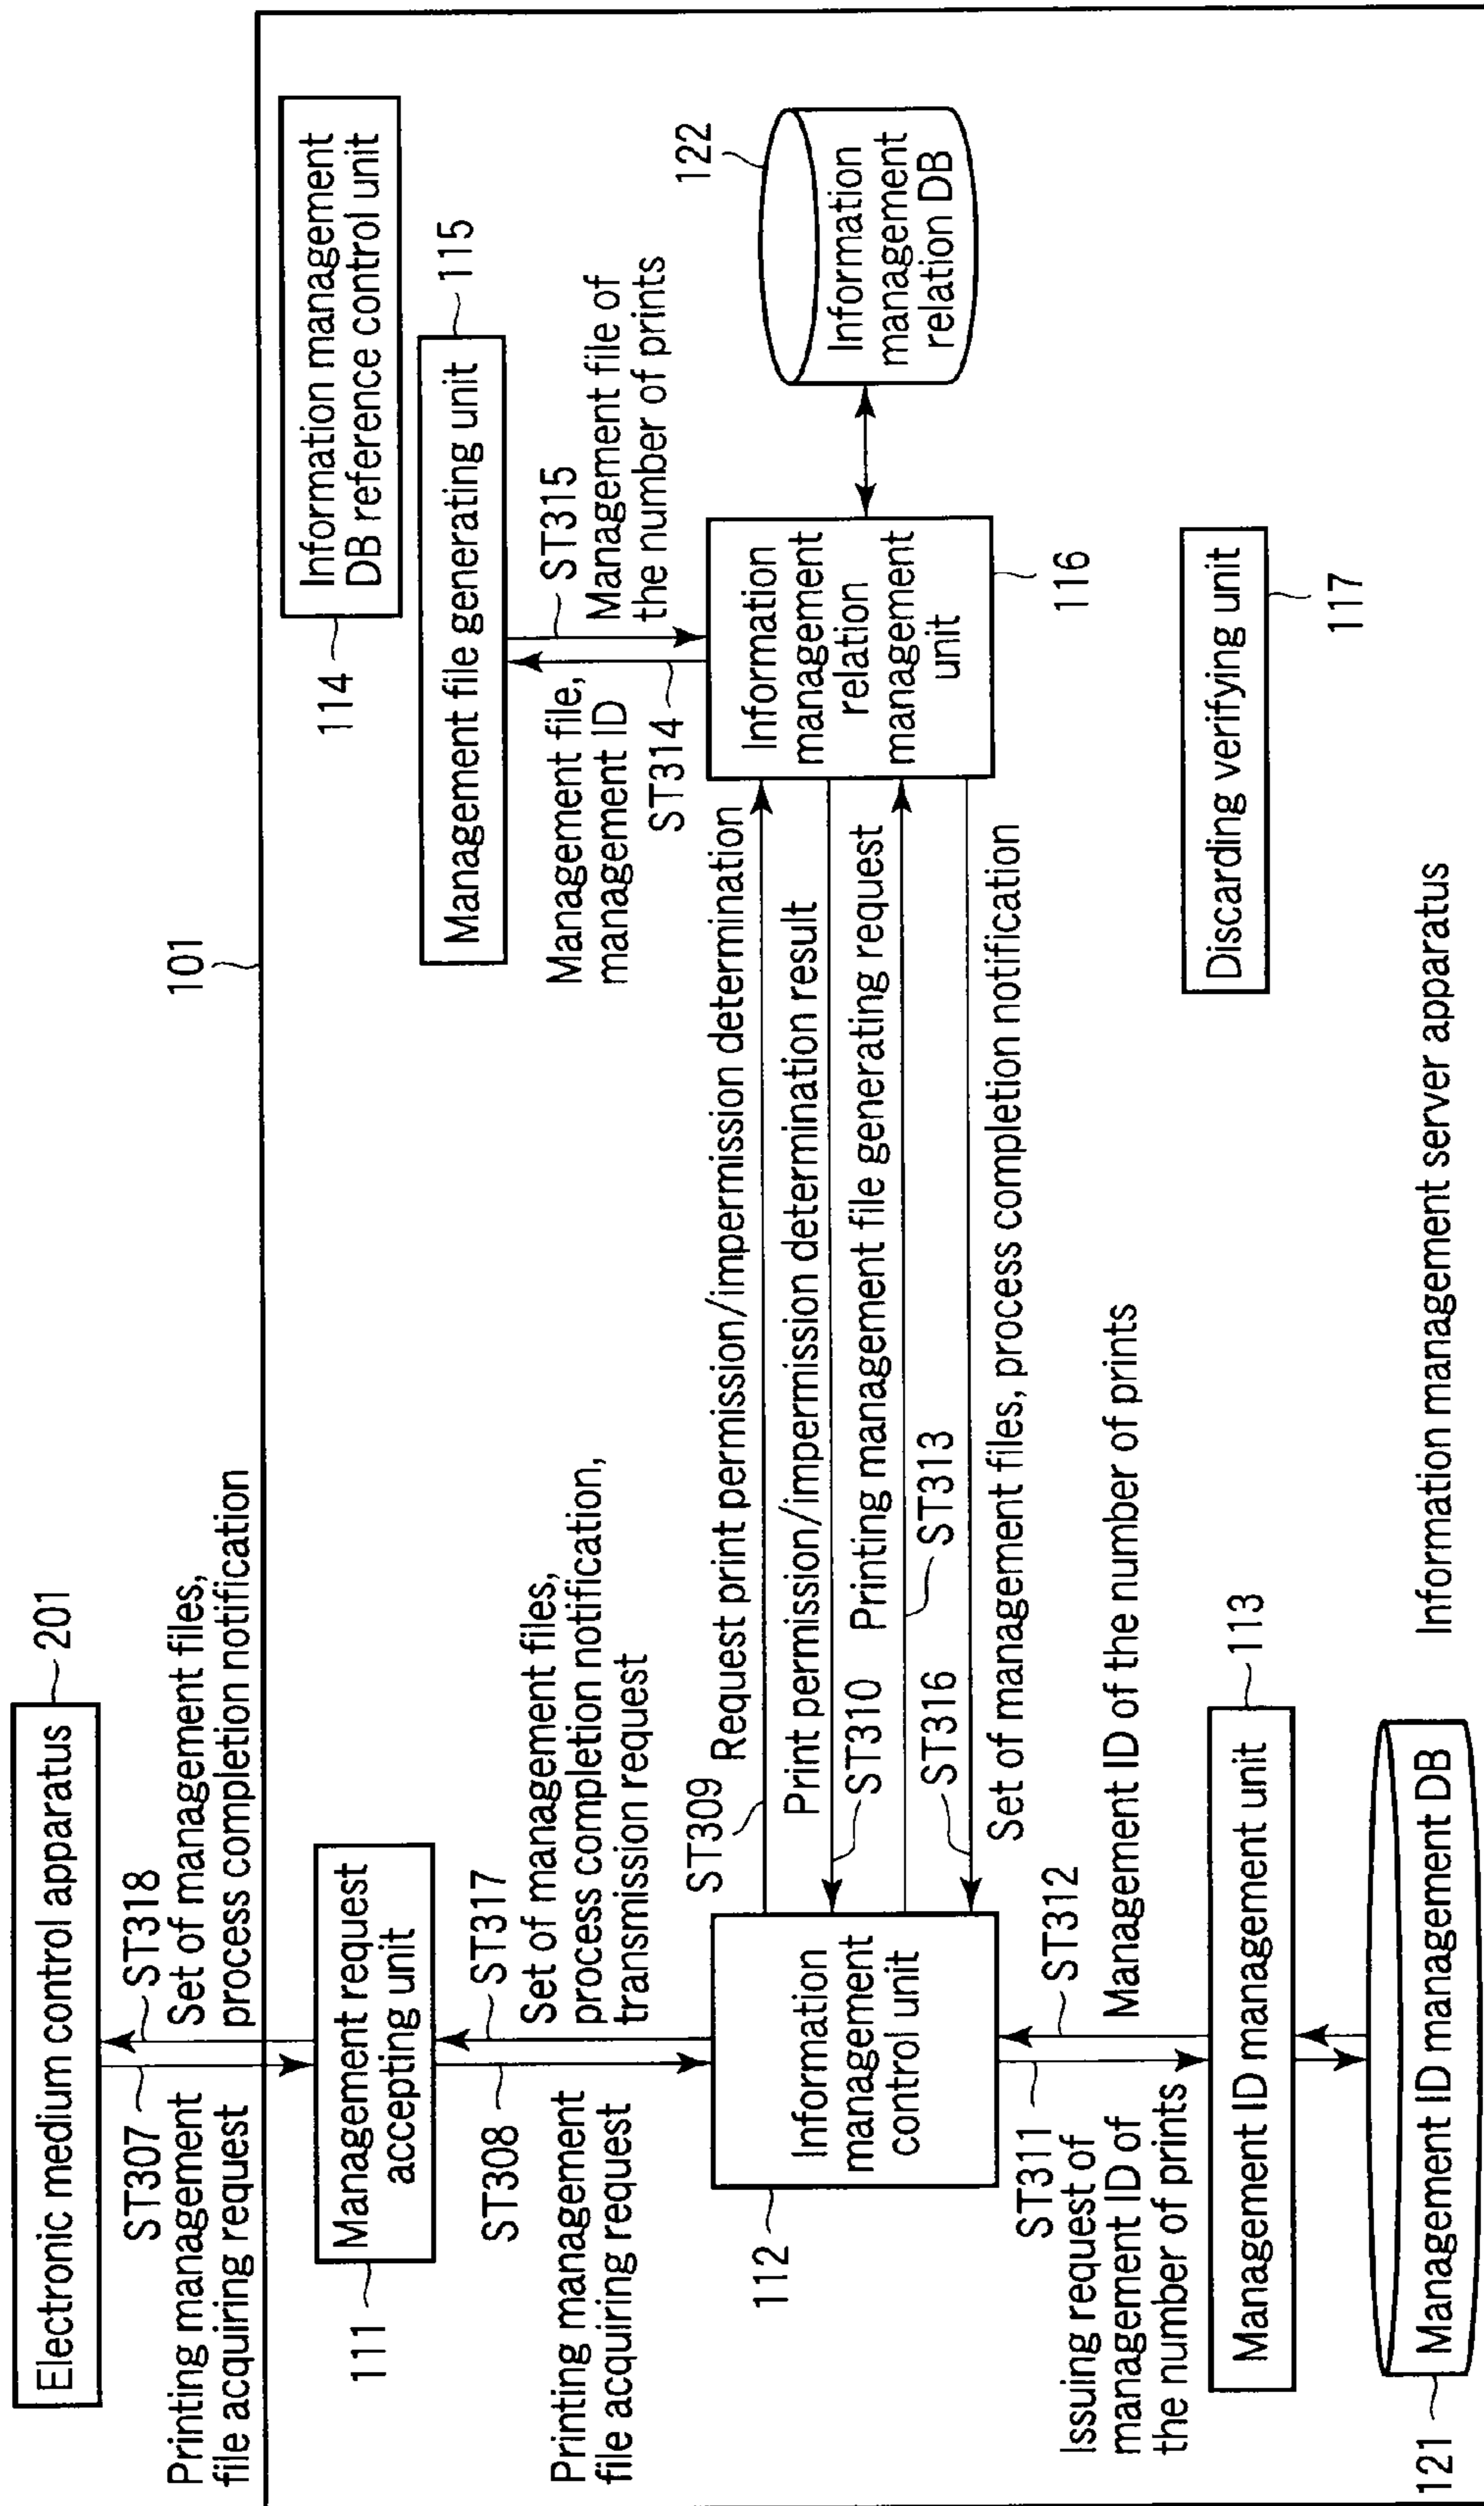 Electronic medium control apparatus
201
ST307
Printing management
file acquiring request
ST318
Set of management files,
process completion notification
101
Management request
accepting unit
111
ST308
Printing management
file acquiring request
ST317
Set of management files,
process completion notification,
transmission request
Information management
DB reference control unit
114
Management file generating unit
115
Management file,
management ID
ST314
ST315
Management file of
the number of prints
Information
management
control unit
112
ST309
Request print permission/impermission determination
Print permission/impermission determination result
ST310
Printing management file generating request
ST313
ST316
Set of management files, process completion notification
Information
management
relation
management
unit
116
Information
management
relation DB
122
ST311
Issuing request of
management ID of
the number of prints
ST312
Management ID of the number of prints
Management ID management unit
113
Discarding verifying unit
117
Management ID management DB
121
Information management server apparatus